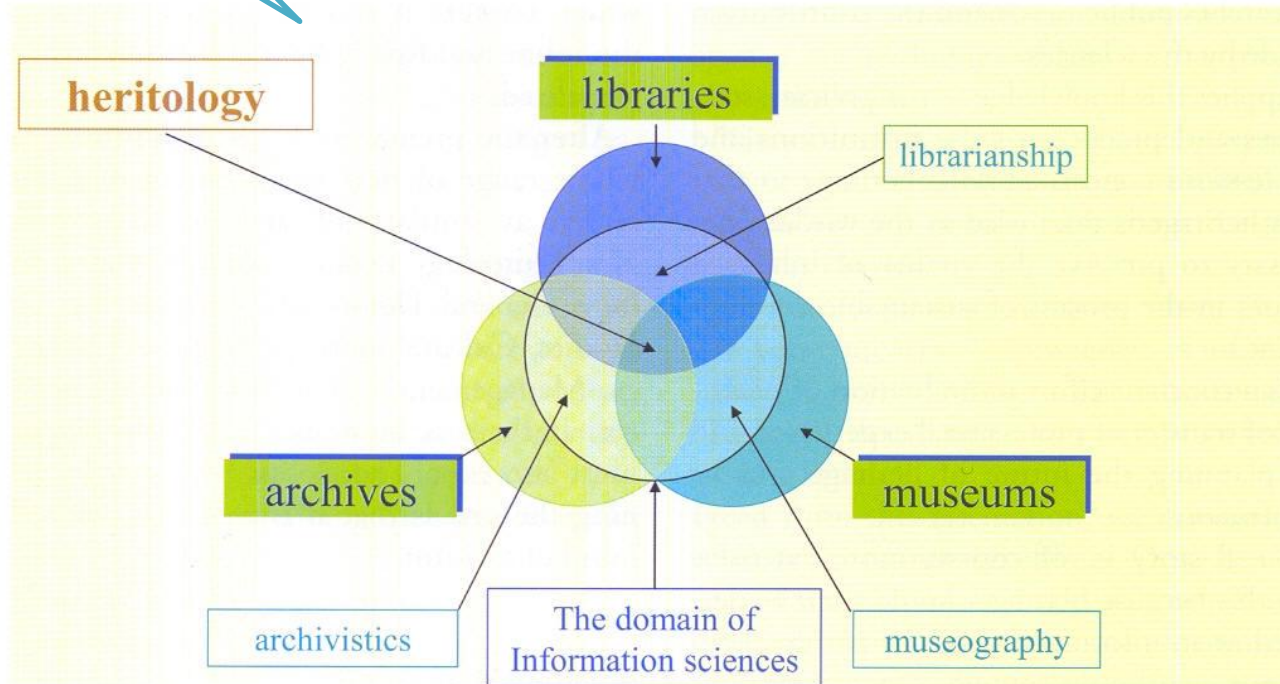 heritology
libraries
librarianship
archives
museums
archivistics
The domain of
Information sciences
museography